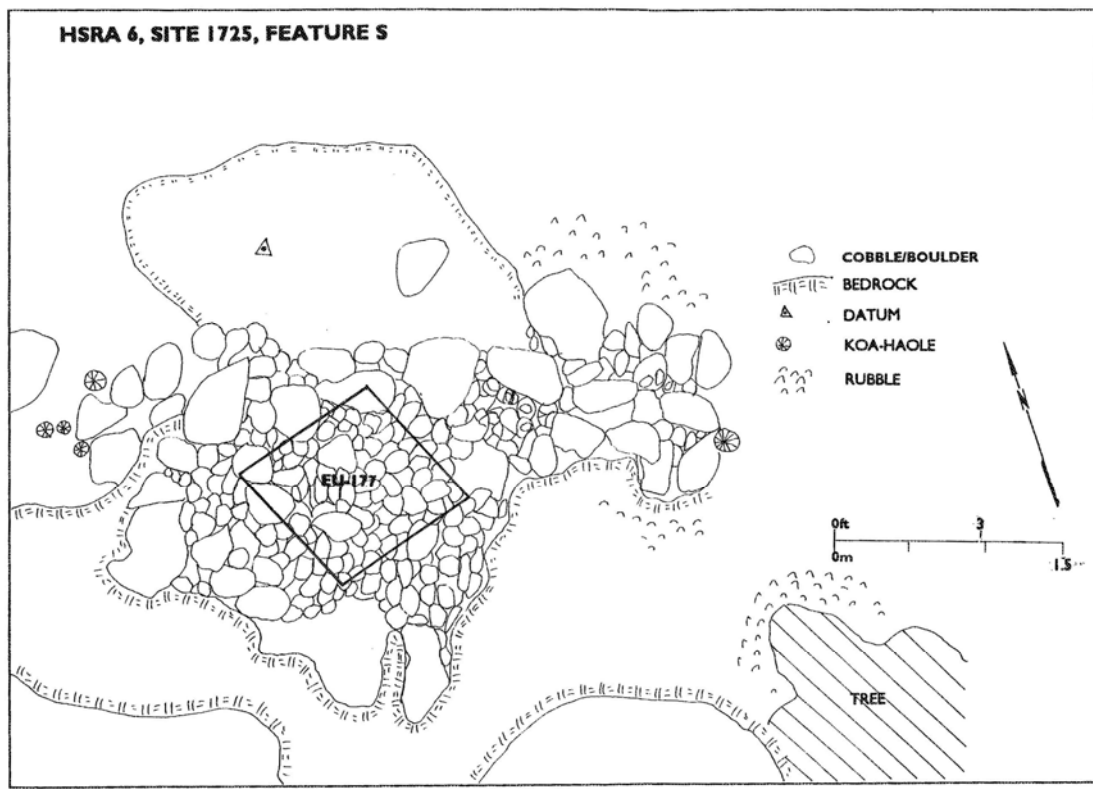 HSRA 6, SITE 1725, FEATURE S
COBBLE/BOULDER
BEDROCK
DATUM
KOA-HAOLE
RUBBLE
N
EU-177
0ft 3
0m 1.5
TREE